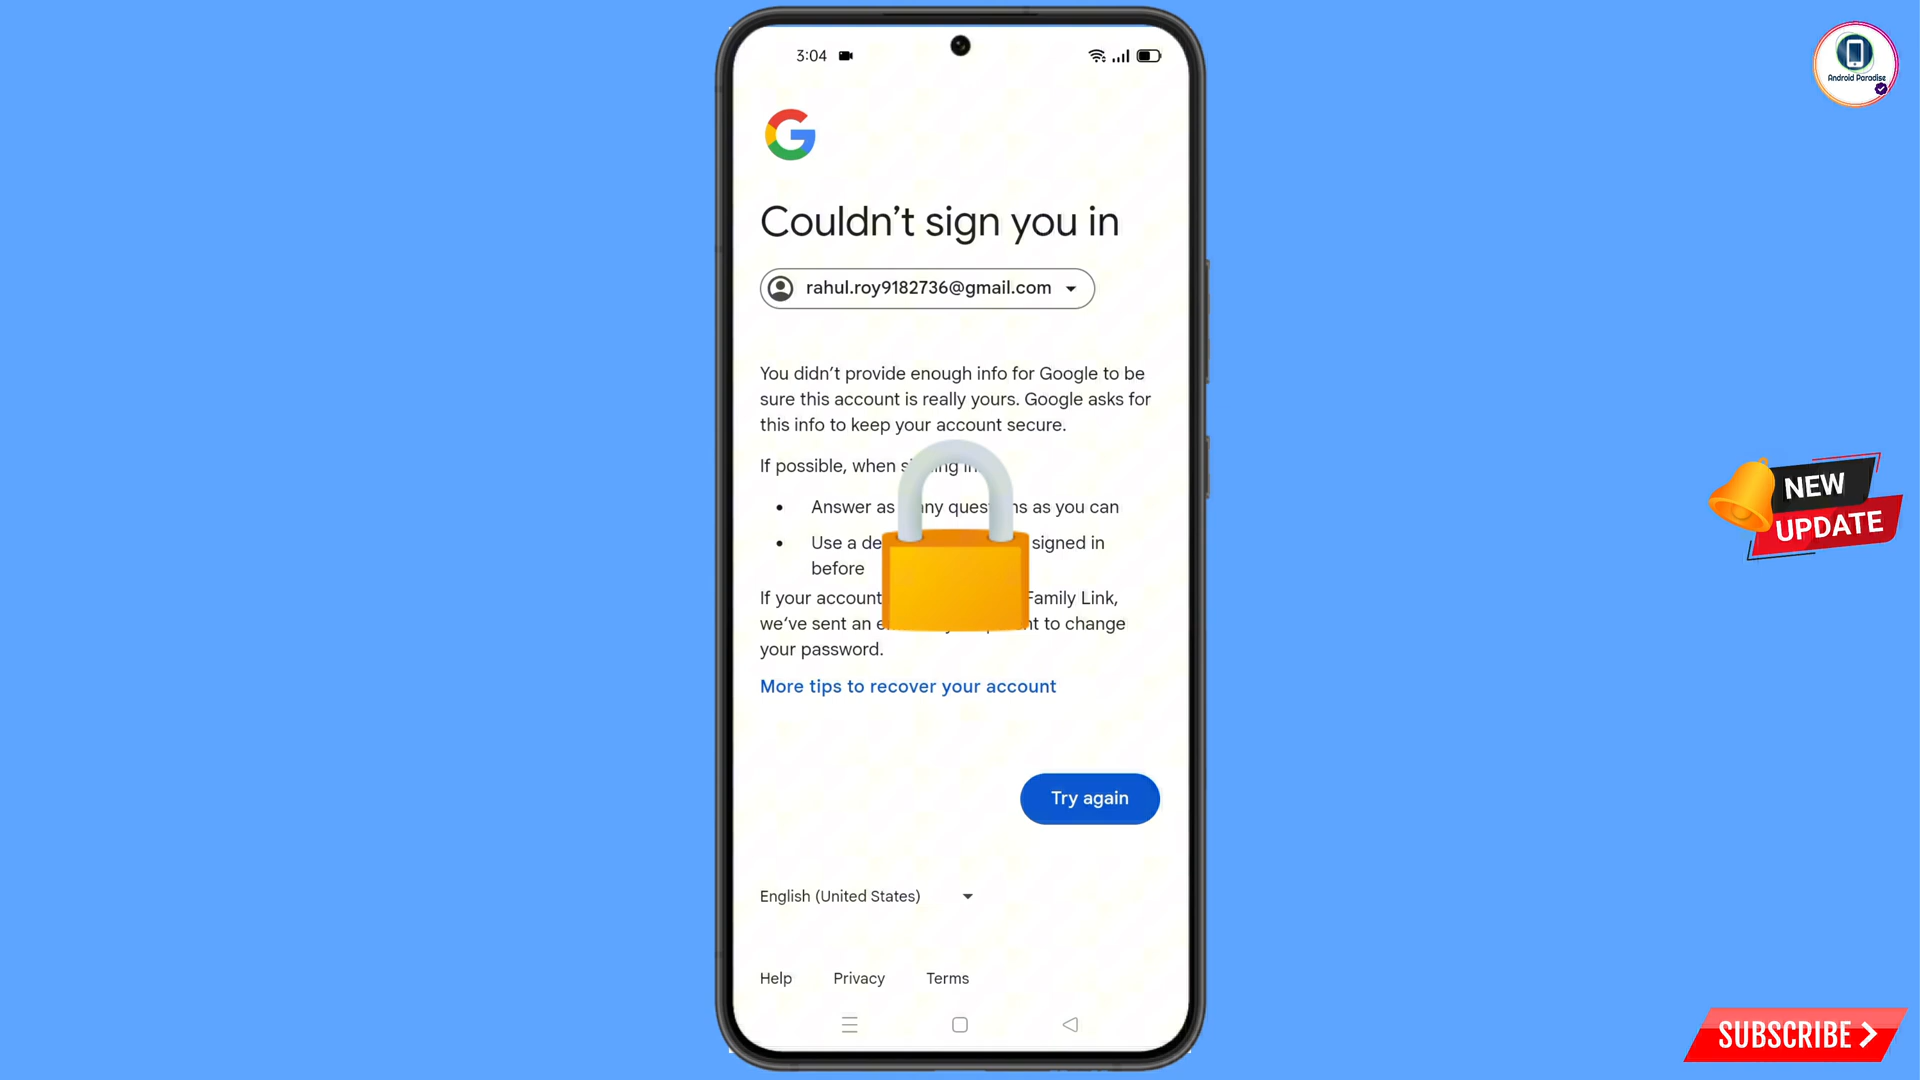 3:04
Android Paradise
Couldn't sign you in
rahul.roy9182736@gmail.com
You didn't provide enough info for Google to be
sure this account is really yours. Google asks for
this info to keep your account secure.
If possible, when
Answer as questions as you can
Use a signed in
before
If your account Family Link,
we've sent an to change
your password.
More tips to recover your account
NEW
UPDATE
Try again
English (United States)
Help Privacy Terms
SUBSCRIBE